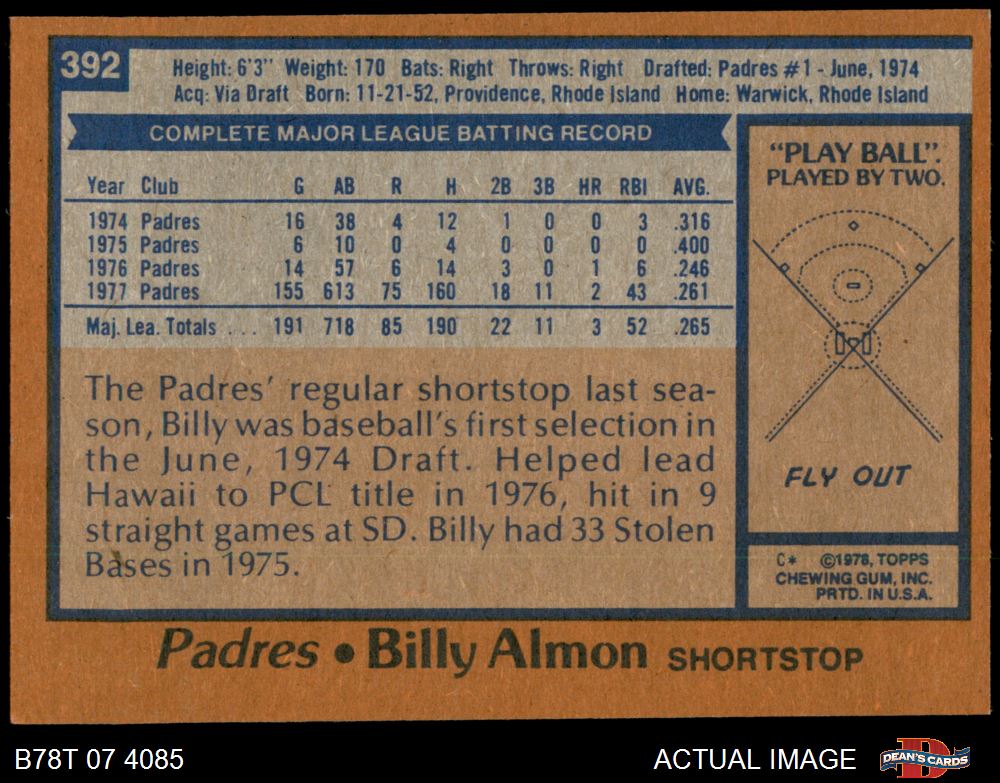 392
Height: 6'3" Weight: 170 Bats: Right Throws: Right Drafted: Padres #1 - June, 1974
Acq: Via Draft Born: 11-21-52, Providence, Rhode Island Home: Warwick, Rhode Island
COMPLETE MAJOR LEAGUE BATTING RECORD
Year Club G AB R H 2B 3B HR RBI AVG.
1974 Padres 16 38 4 12 1 0 0 3 .316
1975 Padres 6 10 0 4 0 0 0 0 .400
1976 Padres 14 57 6 14 3 0 1 6 .246
1977 Padres 155 613 75 160 18 11 2 43 .261
Maj. Lea. Totals . . . 191 718 85 190 22 11 3 52 .265
The Padres' regular shortstop last sea-
son, Billy was baseball's first selection in
the June, 1974 Draft. Helped lead
Hawaii to PCL title in 1976, hit in 9
straight games at SD. Billy had 33 Stolen
Bases in 1975.
"PLAY BALL".
PLAYED BY TWO.
FLY OUT
C* ©1978, TOPPS
CHEWING GUM, INC.
PRTD. IN U.S.A.
Padres • Billy Almon SHORTSTOP
B78T 07 4085
ACTUAL IMAGE
DEAN'S CARDS